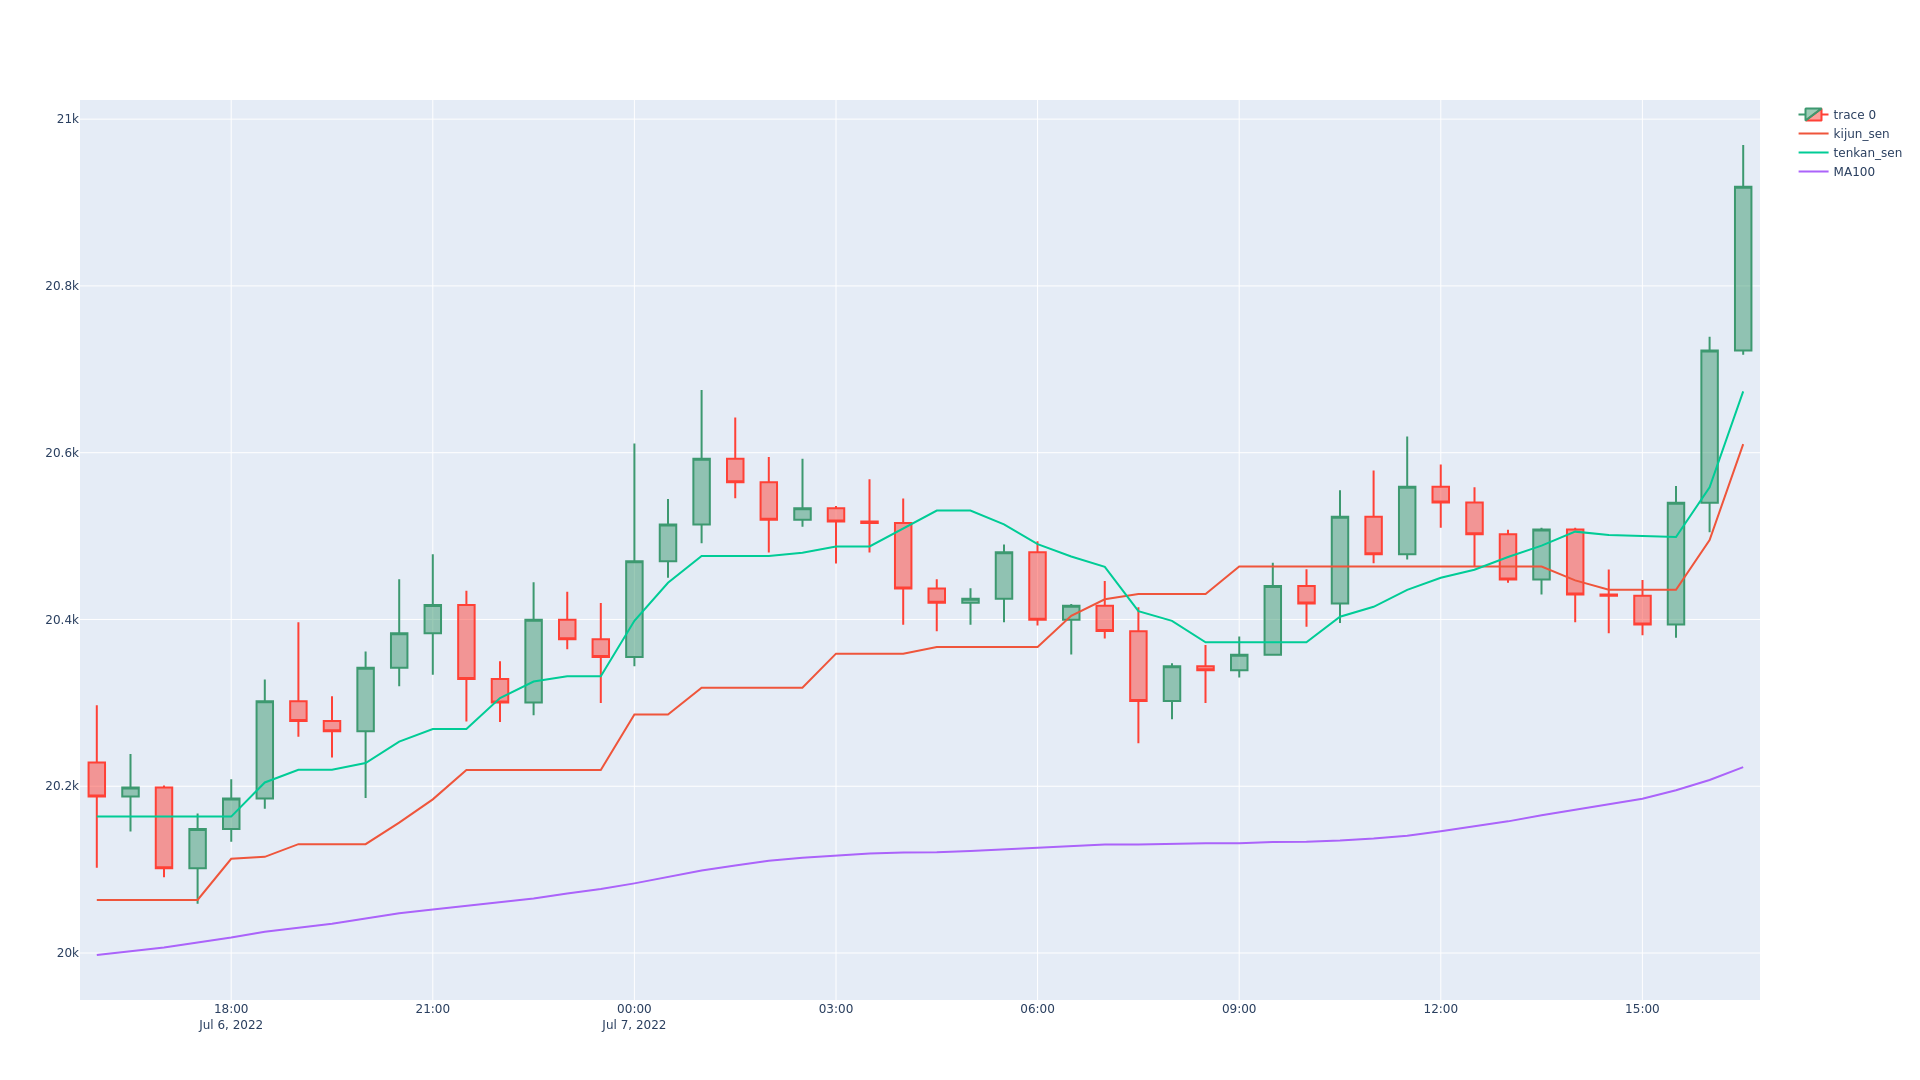 21k
20.8k
20.6k
20.4k
20.2k
20k
18:00
Jul 6, 2022
21:00
00:00
Jul 7, 2022
03:00
06:00
09:00
12:00
15:00
trace 0
kijun_sen
tenkan_sen
MA100